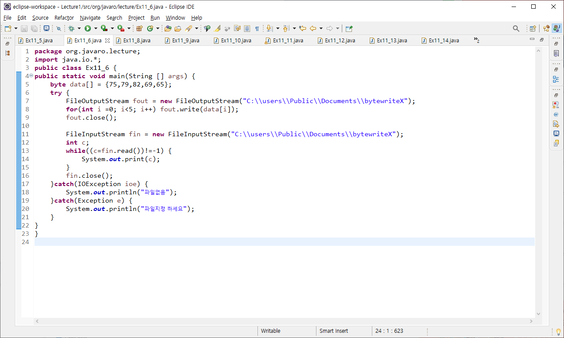 eclipse-workspace - Lecture1/src/org/javaro/lecture/Ex11_6.java - Eclipse IDE
File Edit Source Refactor Navigate Search Project Run Window Help
Ex11_5.java Ex11_6.java Ex11_8.java Ex11_9.java Ex11_10.java Ex11_11.java Ex11_12.java Ex11_13.java Ex11_14.java
1 package org.javaro.lecture;
2 import java.io.*;
3 public class Ex11_6 {
4 public static void main(String [] args) {
5 byte data[] = {75,79,82,69,65};
6 try {
7 FileOutputStream fout = new FileOutputStream("C:\\users\\Public\\Documents\\bytewriteX");
8 for(int i =0; i<5; i++) fout.write(data[i]);
9 fout.close();
10
11 FileInputStream fin = new FileInputStream("C:\\users\\Public\\Documents\\bytewriteX");
12 int c;
13 while((c=fin.read())!=-1) {
14 System.out.print(c);
15 }
16 fin.close();
17 }catch(IOException ioe) {
18 System.out.println("파일없음");
19 }catch(Exception e) {
20 System.out.println("파일지정 하세요");
21 }
22 }
23 }
24
Writable Smart Insert 24 : 1 : 623